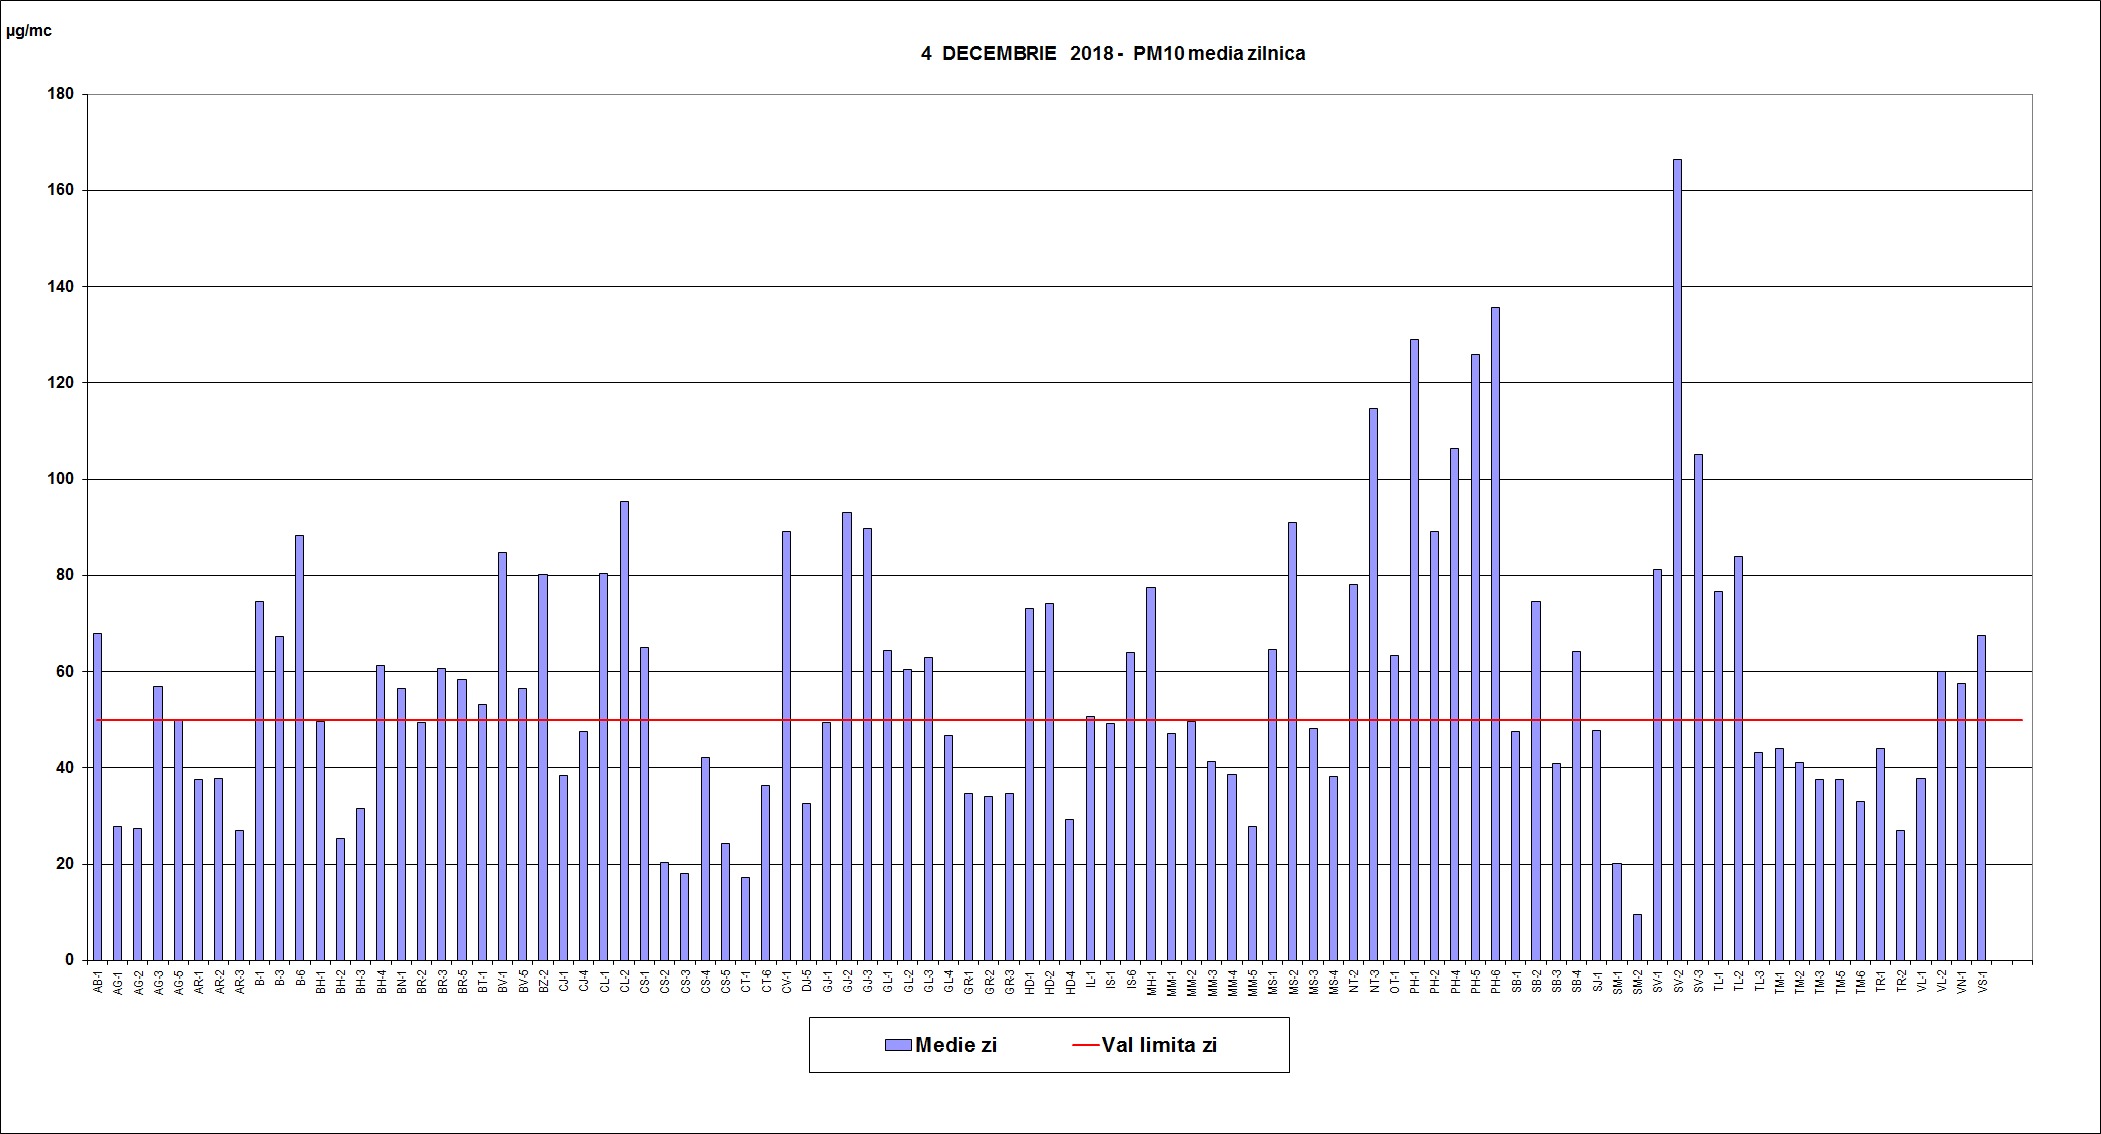 µg/mc
4 DECEMBRIE 2018 - PM10 media zilnica
180
160
140
120
100
80
60
40
20
0
AB-1 AG-1 AG-2 AG-3 AG-5 AR-1 AR-2 AR-3 B-1 B-3 B-6 BH-1 BH-2 BH-3 BH-4 BN-1 BR-2 BR-3 BR-5 BT-1 BV-1 BV-5 BZ-2 CJ-1 CJ-4 CL-1 CL-2 CS-1 CS-2 CS-3 CS-4 CS-5 CT-1 CT-6 CV-1 DJ-5 GJ-1 GJ-2 GJ-3 GL-1 GL-2 GL-3 GL-4 GR-1 GR-2 GR-3 HD-1 HD-2 HD-4 IL-1 IS-1 IS-6 MH-1 MM-1 MM-2 MM-3 MM-4 MM-5 MS-1 MS-2 MS-3 MS-4 NT-2 NT-3 OT-1 PH-1 PH-2 PH-4 PH-5 PH-6 SB-1 SB-2 SB-3 SB-4 SJ-1 SM-1 SM-2 SV-1 SV-2 SV-3 TL-1 TL-2 TL-3 TM-1 TM-2 TM-3 TM-5 TM-6 TR-1 TR-2 VL-1 VL-2 VN-1 VS-1
Medie zi Val limita zi